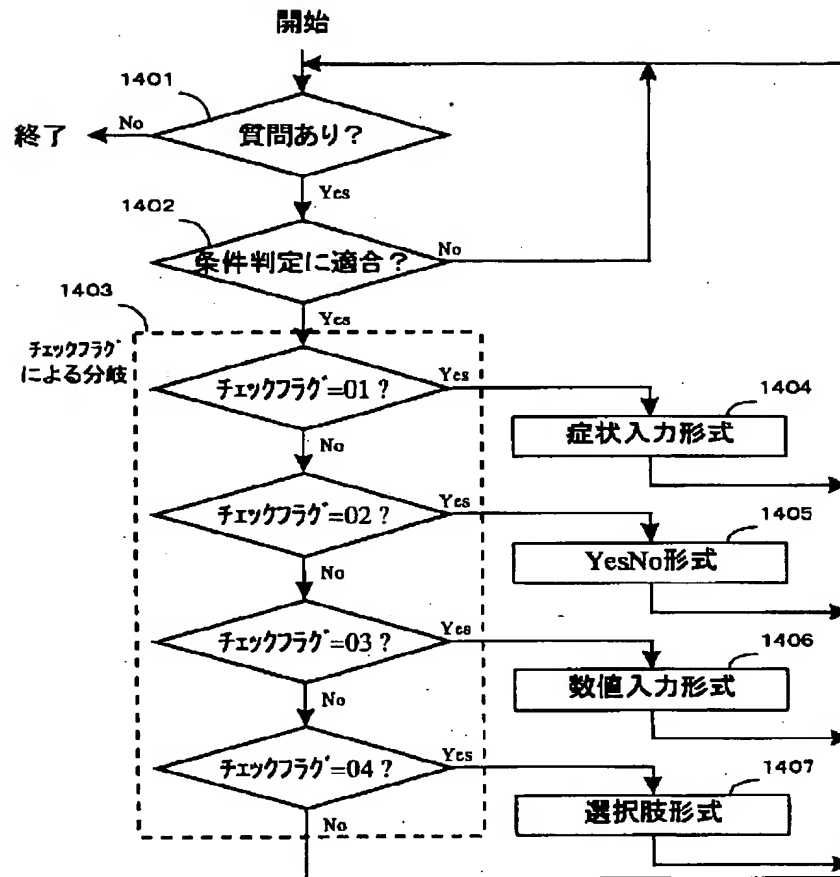 開始
1401
終了
No
質問あり?
Yes
1402
条件判定に適合?
No
1403
Yes
チェックフラグ
による分岐
チェックフラグ=01?
Yes
1404
症状入力形式
No
チェックフラグ=02?
Yes
1405
YesNo形式
No
チェックフラグ=03?
Yes
1406
数値入力形式
No
チェックフラグ=04?
Yes
1407
選択肢形式
No